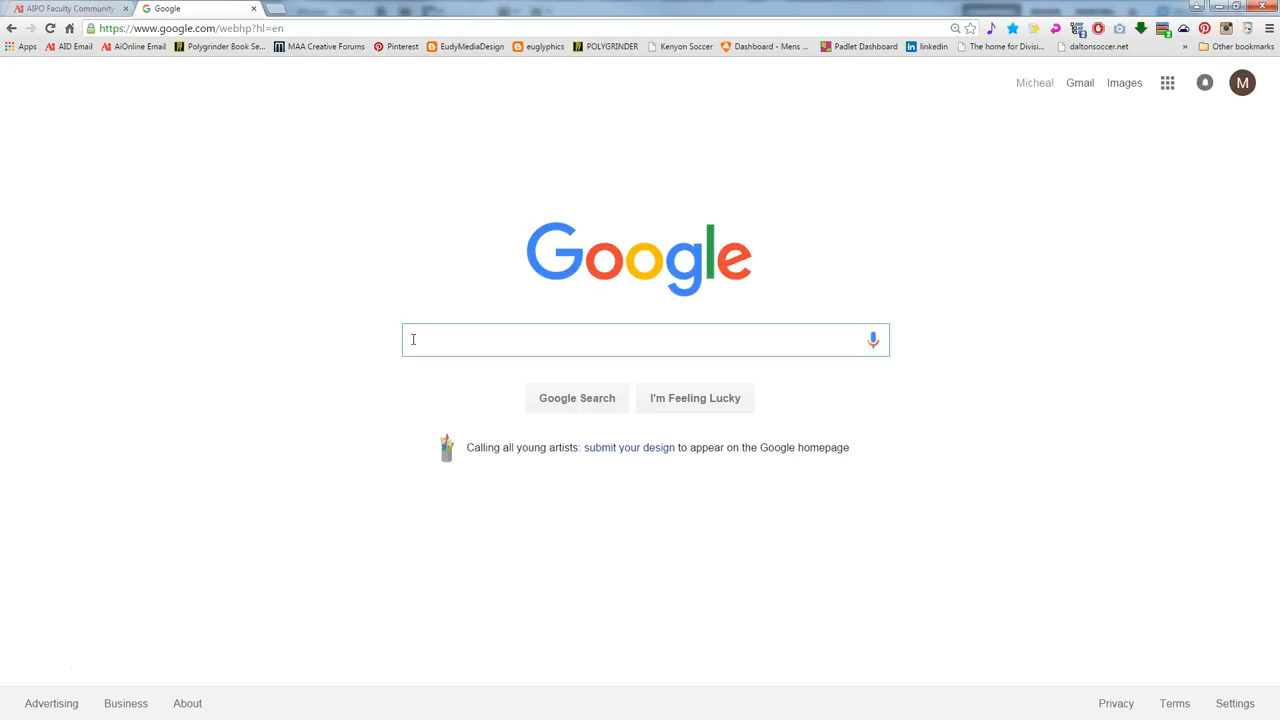 AIPO Faculty Community
Google
https://www.google.com/webhp?hl=en
Apps
AID Email
AiOnline Email
Polygrinder Book Se...
MAA Creative Forums
Pinterest
EudyMediaDesign
euglyphics
POLYGRINDER
Kenyon Soccer
Dashboard - Mens ...
Padlet Dashboard
linkedin
The home for Divisi...
daltonsoccer.net
» Other bookmarks
Micheal Gmail Images M
Google
Google Search I'm Feeling Lucky
Calling all young artists: submit your design to appear on the Google homepage
Advertising Business About Privacy Terms Settings